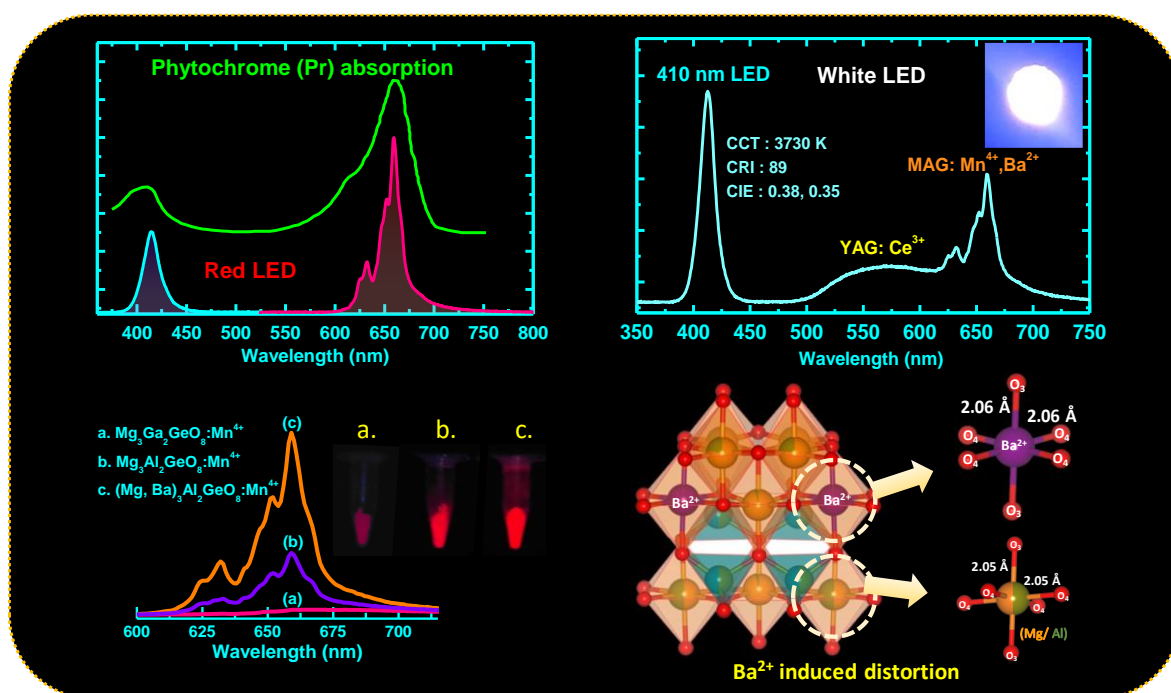 Phytochrome (Pr) absorption
Red LED
400 450 500 550 600 650 700 750 800
Wavelength (nm)
410 nm LED
White LED
CCT : 3730 K
CRI : 89
CIE : 0.38, 0.35
MAG: Mn⁴⁺,Ba²⁺
YAG: Ce³⁺
350 400 450 500 550 600 650 700 750
Wavelength (nm)
a. Mg₃Ga₂GeO₈:Mn⁴⁺
b. Mg₃Al₂GeO₈:Mn⁴⁺
c. (Mg, Ba)₃Al₂GeO₈:Mn⁴⁺
(c)
(b)
(a)
a. b. c.
600 625 650 675 700
Wavelength (nm)
Ba²⁺ Ba²⁺
O₃
2.06 Å 2.06 Å
O₄ O₄
Ba²⁺
O₄ O₄
O₃
O₃
2.05 Å 2.05 Å
O₄ O₄
O₄ O₄
(Mg/ Al)
O₃
Ba²⁺ induced distortion